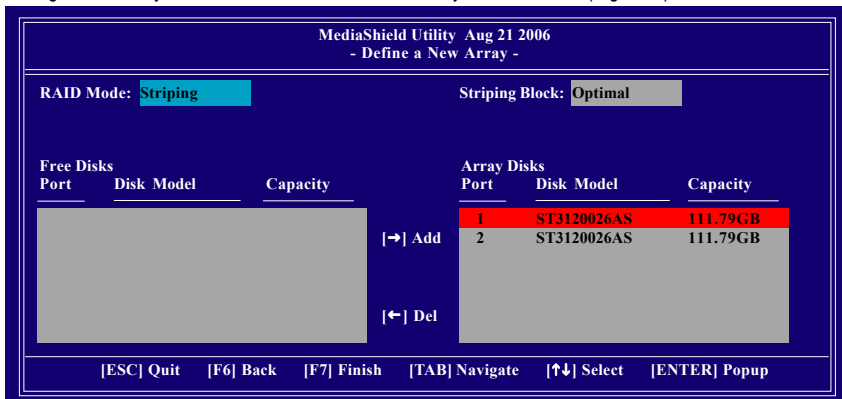 MediaShield Utility Aug 21 2006
- Define a New Array -
RAID Mode: Striping
Striping Block: Optimal
Free Disks
Port Disk Model Capacity
Array Disks
Port Disk Model Capacity
1 ST3120026AS 111.79GB
2 ST3120026AS 111.79GB
[→] Add
[←] Del
[ESC] Quit [F6] Back [F7] Finish [TAB] Navigate [↑↓] Select [ENTER] Popup